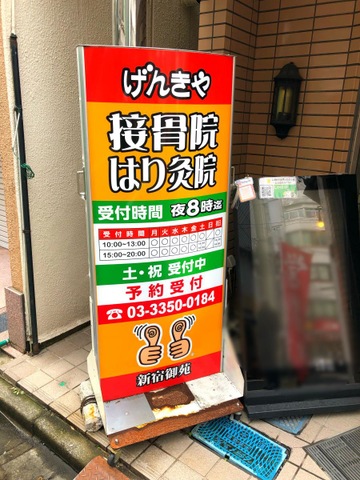 げんきや
接骨院
はり灸院
受付時間 夜8時迄
受付時間 月 火 水 木 金 土 日 祝
10:00~13:00
15:00~20:00
土・祝 受付中
予約受付
☎03-3350-0184
新宿御苑